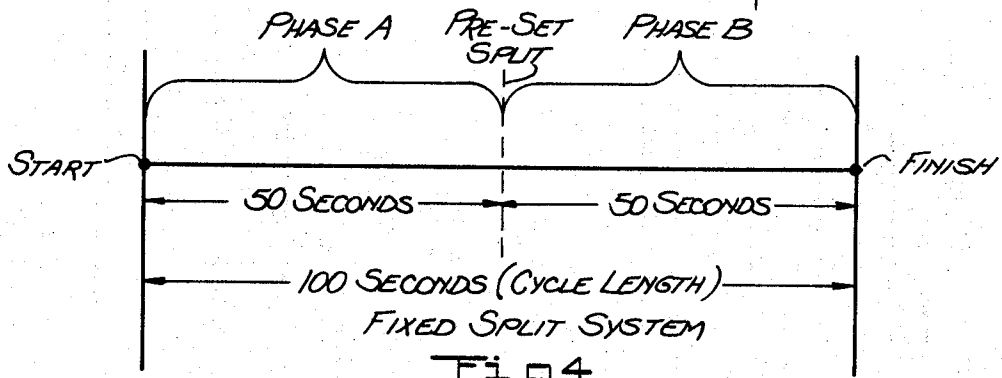 PHASE A
PRE-SET
SPLIT
PHASE B
START
FINISH
50 SECONDS
50 SECONDS
100 SECONDS (CYCLE LENGTH)
FIXED SPLIT SYSTEM
Fig 4